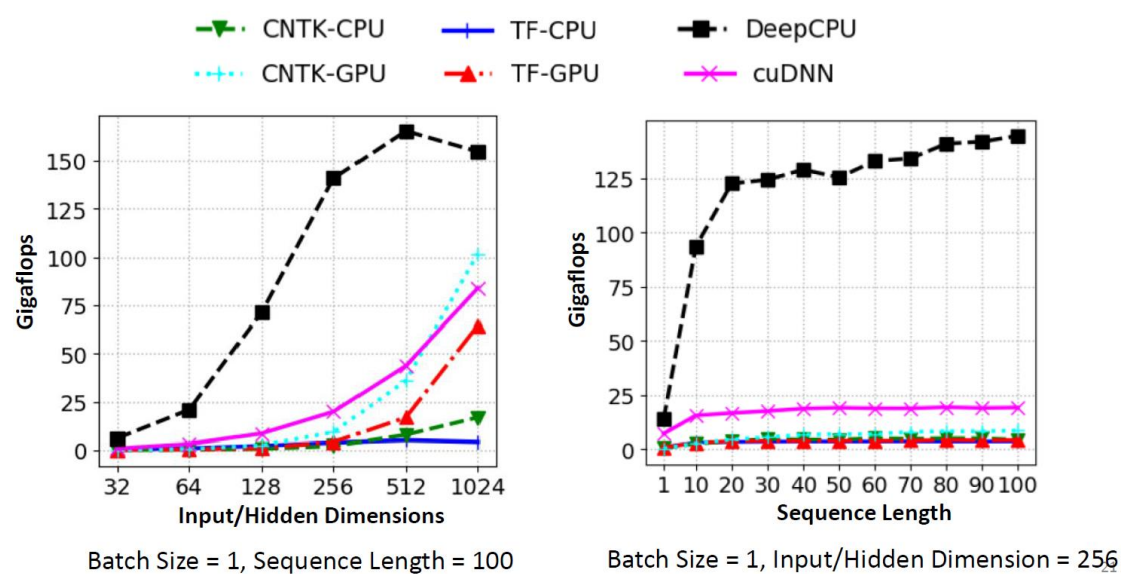 CNTK-CPU TF-CPU DeepCPU
CNTK-GPU TF-GPU cuDNN
Gigaflops
150
125
100
75
50
25
0
32 64 128 256 512 1024
Input/Hidden Dimensions
Batch Size = 1, Sequence Length = 100
Gigaflops
125
100
75
50
25
0
1 10 20 30 40 50 60 70 80 90 100
Sequence Length
Batch Size = 1, Input/Hidden Dimension = 256
21